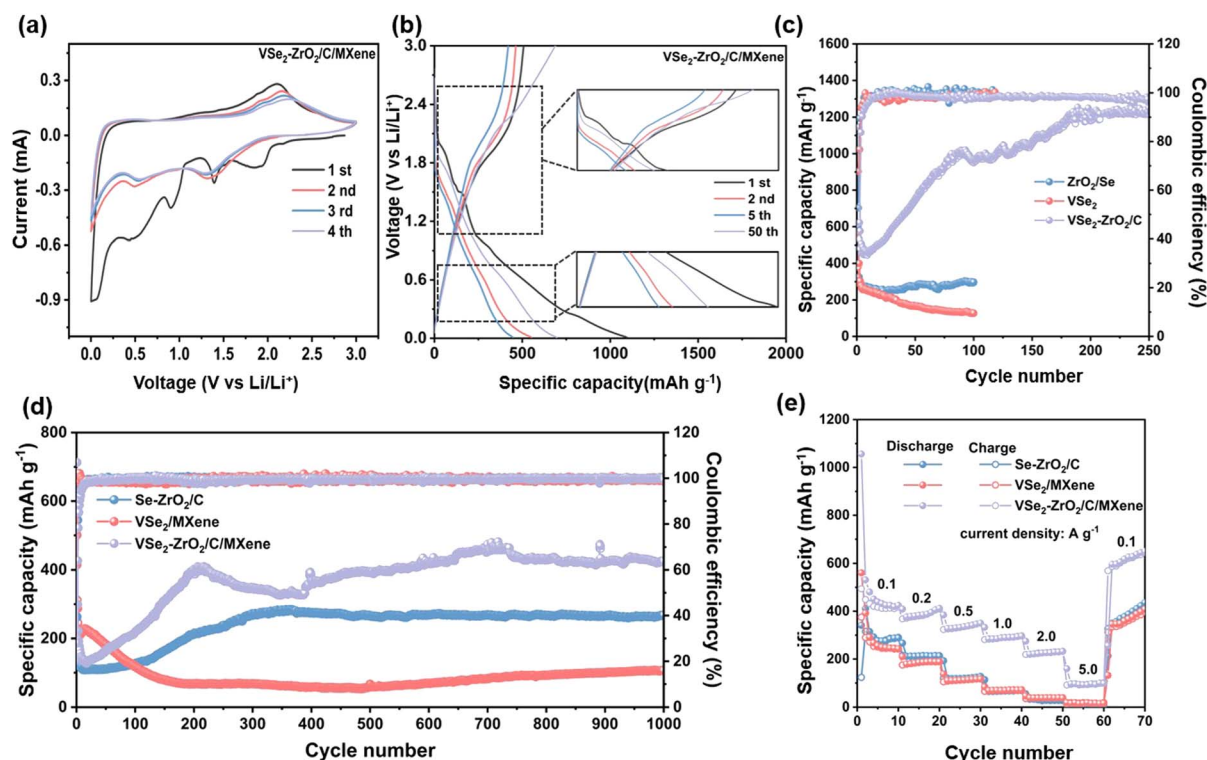 (a)
VSe₂-ZrO₂/C/MXene
0.3
0.0
-0.3
-0.6
-0.9
Current (mA)
1 st
2 nd
3 rd
4 th
0.0 0.5 1.0 1.5 2.0 2.5 3.0
Voltage (V vs Li/Li⁺)
(b)
VSe₂-ZrO₂/C/MXene
3.0
2.4
1.8
1.2
0.6
0.0
Voltage (V vs Li/Li⁺)
1 st
2 nd
5 th
50 th
0 500 1000 1500 2000
Specific capacity(mAh g⁻¹)
(c)
1600
1400
1200
1000
800
600
400
200
0
Specific capacity (mAh g⁻¹)
ZrO₂/Se
VSe₂
VSe₂-ZrO₂/C
120
100
80
60
40
20
0
Coulombic efficiency (%)
0 50 100 150 200 250
Cycle number
(d)
800
700
600
500
400
300
200
100
0
Specific capacity (mAh g⁻¹)
Se-ZrO₂/C
VSe₂/MXene
VSe₂-ZrO₂/C/MXene
120
100
80
60
40
20
0
Coulombic efficiency (%)
0 100 200 300 400 500 600 700 800 900 1000
Cycle number
(e)
1200
1000
800
600
400
200
0
Specific capacity (mAh g⁻¹)
Discharge Charge
Se-ZrO₂/C
VSe₂/MXene
VSe₂-ZrO₂/C/MXene
current density: A g⁻¹
0.1 0.2 0.5 1.0 2.0 5.0 0.1
0 10 20 30 40 50 60 70
Cycle number